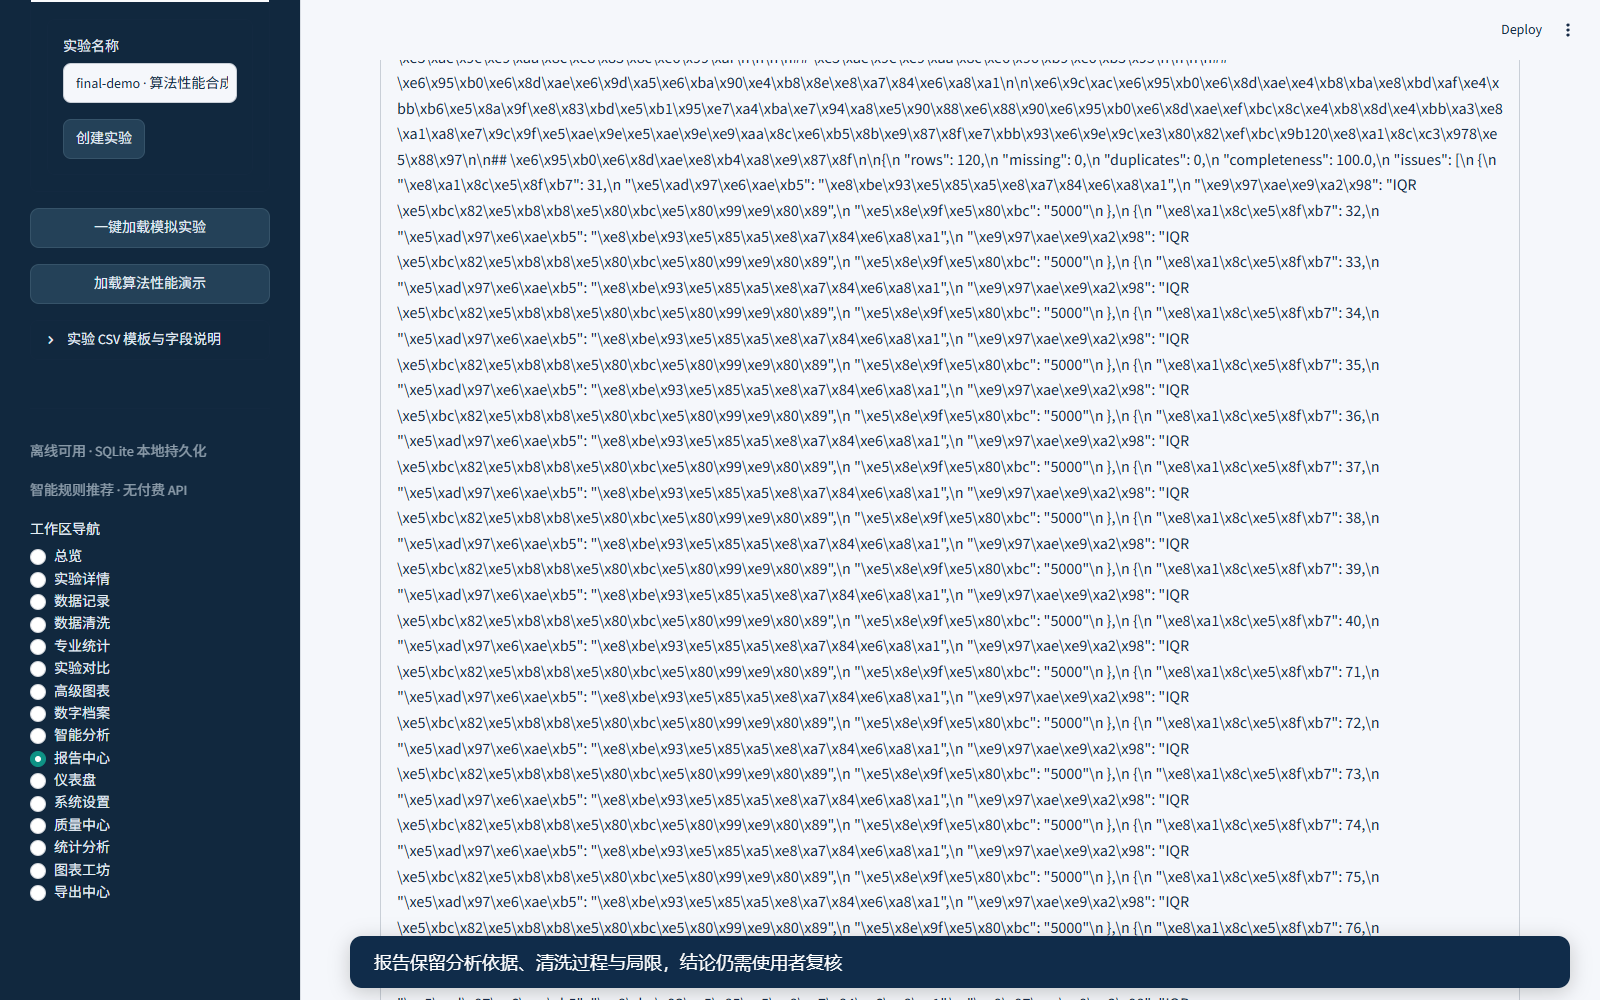 实验名称
final-demo · 算法性能合成
创建实验
一键加载模拟实验
加载算法性能演示
实验 CSV 模板与字段说明
离线可用 · SQLite 本地持久化
智能规则推荐 · 无付费 API
工作区导航
总览
实验详情
数据记录
数据清洗
专业统计
实验对比
高级图表
数字档案
智能分析
报告中心
仪表盘
系统设置
质量中心
统计分析
图表工坊
导出中心
Deploy
\xe6\x95\xb0\xe6\x8d\xae\xe6\x9d\xa5\xe6\xba\x90\xe4\xb8\x8e\xe8\xa7\x84\xe6\xa8\xa1\n\n\xe6\x9c\xac\xe6\x95\xb0\xe6\x8d\xae\xe4\xb8\xba\xe8\xbd\xaf\xe4\x
bb\xb6\xe5\x8a\x9f\xe8\x83\xbd\xe5\xb1\x95\xe7\xa4\xba\xe7\x94\xa8\xe5\x90\x88\xe6\x88\x90\xe6\x95\xb0\xe6\x8d\xae\xef\xbc\x8c\xe4\xb8\x8d\xe4\xbb\xa3\xe8
\xa1\xa8\xe7\x9c\x9f\xe5\xae\x9e\xe5\xae\x9e\xe9\xaa\x8c\xe6\xb5\x8b\xe9\x87\x8f\xe7\xbb\x93\xe6\x9e\x9c\xe3\x80\x82\xef\xbc\x9b120\xe8\xa1\x8c\xc3\x978\xe
5\x88\x97\n\n## \xe6\x95\xb0\xe6\x8d\xae\xe8\xb4\xa8\xe9\x87\x8f\n\n{\n "rows": 120,\n "missing": 0,\n "duplicates": 0,\n "completeness": 100.0,\n "issues": [\n {\n
"\xe8\xa1\x8c\xe5\x8f\xb7": 31,\n "\xe5\xad\x97\xe6\xae\xb5": "\xe8\xbe\x93\xe5\x85\xa5\xe8\xa7\x84\xe6\xa8\xa1",\n "\xe9\x97\xae\xe9\xa2\x98": "IQR
\xe5\xbc\x82\xe5\xb8\xb8\xe5\x80\xbc\xe5\x80\x99\xe9\x80\x89",\n "\xe5\x8e\x9f\xe5\x80\xbc": "5000"\n },\n {\n "\xe8\xa1\x8c\xe5\x8f\xb7": 32,\n
"\xe5\xad\x97\xe6\xae\xb5": "\xe8\xbe\x93\xe5\x85\xa5\xe8\xa7\x84\xe6\xa8\xa1",\n "\xe9\x97\xae\xe9\xa2\x98": "IQR
\xe5\xbc\x82\xe5\xb8\xb8\xe5\x80\xbc\xe5\x80\x99\xe9\x80\x89",\n "\xe5\x8e\x9f\xe5\x80\xbc": "5000"\n },\n {\n "\xe8\xa1\x8c\xe5\x8f\xb7": 33,\n
"\xe5\xad\x97\xe6\xae\xb5": "\xe8\xbe\x93\xe5\x85\xa5\xe8\xa7\x84\xe6\xa8\xa1",\n "\xe9\x97\xae\xe9\xa2\x98": "IQR
\xe5\xbc\x82\xe5\xb8\xb8\xe5\x80\xbc\xe5\x80\x99\xe9\x80\x89",\n "\xe5\x8e\x9f\xe5\x80\xbc": "5000"\n },\n {\n "\xe8\xa1\x8c\xe5\x8f\xb7": 34,\n
"\xe5\xad\x97\xe6\xae\xb5": "\xe8\xbe\x93\xe5\x85\xa5\xe8\xa7\x84\xe6\xa8\xa1",\n "\xe9\x97\xae\xe9\xa2\x98": "IQR
\xe5\xbc\x82\xe5\xb8\xb8\xe5\x80\xbc\xe5\x80\x99\xe9\x80\x89",\n "\xe5\x8e\x9f\xe5\x80\xbc": "5000"\n },\n {\n "\xe8\xa1\x8c\xe5\x8f\xb7": 35,\n
"\xe5\xad\x97\xe6\xae\xb5": "\xe8\xbe\x93\xe5\x85\xa5\xe8\xa7\x84\xe6\xa8\xa1",\n "\xe9\x97\xae\xe9\xa2\x98": "IQR
\xe5\xbc\x82\xe5\xb8\xb8\xe5\x80\xbc\xe5\x80\x99\xe9\x80\x89",\n "\xe5\x8e\x9f\xe5\x80\xbc": "5000"\n },\n {\n "\xe8\xa1\x8c\xe5\x8f\xb7": 36,\n
"\xe5\xad\x97\xe6\xae\xb5": "\xe8\xbe\x93\xe5\x85\xa5\xe8\xa7\x84\xe6\xa8\xa1",\n "\xe9\x97\xae\xe9\xa2\x98": "IQR
\xe5\xbc\x82\xe5\xb8\xb8\xe5\x80\xbc\xe5\x80\x99\xe9\x80\x89",\n "\xe5\x8e\x9f\xe5\x80\xbc": "5000"\n },\n {\n "\xe8\xa1\x8c\xe5\x8f\xb7": 37,\n
"\xe5\xad\x97\xe6\xae\xb5": "\xe8\xbe\x93\xe5\x85\xa5\xe8\xa7\x84\xe6\xa8\xa1",\n "\xe9\x97\xae\xe9\xa2\x98": "IQR
\xe5\xbc\x82\xe5\xb8\xb8\xe5\x80\xbc\xe5\x80\x99\xe9\x80\x89",\n "\xe5\x8e\x9f\xe5\x80\xbc": "5000"\n },\n {\n "\xe8\xa1\x8c\xe5\x8f\xb7": 38,\n
"\xe5\xad\x97\xe6\xae\xb5": "\xe8\xbe\x93\xe5\x85\xa5\xe8\xa7\x84\xe6\xa8\xa1",\n "\xe9\x97\xae\xe9\xa2\x98": "IQR
\xe5\xbc\x82\xe5\xb8\xb8\xe5\x80\xbc\xe5\x80\x99\xe9\x80\x89",\n "\xe5\x8e\x9f\xe5\x80\xbc": "5000"\n },\n {\n "\xe8\xa1\x8c\xe5\x8f\xb7": 39,\n
"\xe5\xad\x97\xe6\xae\xb5": "\xe8\xbe\x93\xe5\x85\xa5\xe8\xa7\x84\xe6\xa8\xa1",\n "\xe9\x97\xae\xe9\xa2\x98": "IQR
\xe5\xbc\x82\xe5\xb8\xb8\xe5\x80\xbc\xe5\x80\x99\xe9\x80\x89",\n "\xe5\x8e\x9f\xe5\x80\xbc": "5000"\n },\n {\n "\xe8\xa1\x8c\xe5\x8f\xb7": 40,\n
"\xe5\xad\x97\xe6\xae\xb5": "\xe8\xbe\x93\xe5\x85\xa5\xe8\xa7\x84\xe6\xa8\xa1",\n "\xe9\x97\xae\xe9\xa2\x98": "IQR
\xe5\xbc\x82\xe5\xb8\xb8\xe5\x80\xbc\xe5\x80\x99\xe9\x80\x89",\n "\xe5\x8e\x9f\xe5\x80\xbc": "5000"\n },\n {\n "\xe8\xa1\x8c\xe5\x8f\xb7": 71,\n
"\xe5\xad\x97\xe6\xae\xb5": "\xe8\xbe\x93\xe5\x85\xa5\xe8\xa7\x84\xe6\xa8\xa1",\n "\xe9\x97\xae\xe9\xa2\x98": "IQR
\xe5\xbc\x82\xe5\xb8\xb8\xe5\x80\xbc\xe5\x80\x99\xe9\x80\x89",\n "\xe5\x8e\x9f\xe5\x80\xbc": "5000"\n },\n {\n "\xe8\xa1\x8c\xe5\x8f\xb7": 72,\n
"\xe5\xad\x97\xe6\xae\xb5": "\xe8\xbe\x93\xe5\x85\xa5\xe8\xa7\x84\xe6\xa8\xa1",\n "\xe9\x97\xae\xe9\xa2\x98": "IQR
\xe5\xbc\x82\xe5\xb8\xb8\xe5\x80\xbc\xe5\x80\x99\xe9\x80\x89",\n "\xe5\x8e\x9f\xe5\x80\xbc": "5000"\n },\n {\n "\xe8\xa1\x8c\xe5\x8f\xb7": 73,\n
"\xe5\xad\x97\xe6\xae\xb5": "\xe8\xbe\x93\xe5\x85\xa5\xe8\xa7\x84\xe6\xa8\xa1",\n "\xe9\x97\xae\xe9\xa2\x98": "IQR
\xe5\xbc\x82\xe5\xb8\xb8\xe5\x80\xbc\xe5\x80\x99\xe9\x80\x89",\n "\xe5\x8e\x9f\xe5\x80\xbc": "5000"\n },\n {\n "\xe8\xa1\x8c\xe5\x8f\xb7": 74,\n
"\xe5\xad\x97\xe6\xae\xb5": "\xe8\xbe\x93\xe5\x85\xa5\xe8\xa7\x84\xe6\xa8\xa1",\n "\xe9\x97\xae\xe9\xa2\x98": "IQR
\xe5\xbc\x82\xe5\xb8\xb8\xe5\x80\xbc\xe5\x80\x99\xe9\x80\x89",\n "\xe5\x8e\x9f\xe5\x80\xbc": "5000"\n },\n {\n "\xe8\xa1\x8c\xe5\x8f\xb7": 75,\n
"\xe5\xad\x97\xe6\xae\xb5": "\xe8\xbe\x93\xe5\x85\xa5\xe8\xa7\x84\xe6\xa8\xa1",\n "\xe9\x97\xae\xe9\xa2\x98": "IQR
\xe5\xbc\x82\xe5\xb8\xb8\xe5\x80\xbc\xe5\x80\x99\xe9\x80\x89",\n "\xe5\x8e\x9f\xe5\x80\xbc": "5000"\n },\n {\n "\xe8\xa1\x8c\xe5\x8f\xb7": 76,\n
报告保留分析依据、清洗过程与局限，结论仍需使用者复核